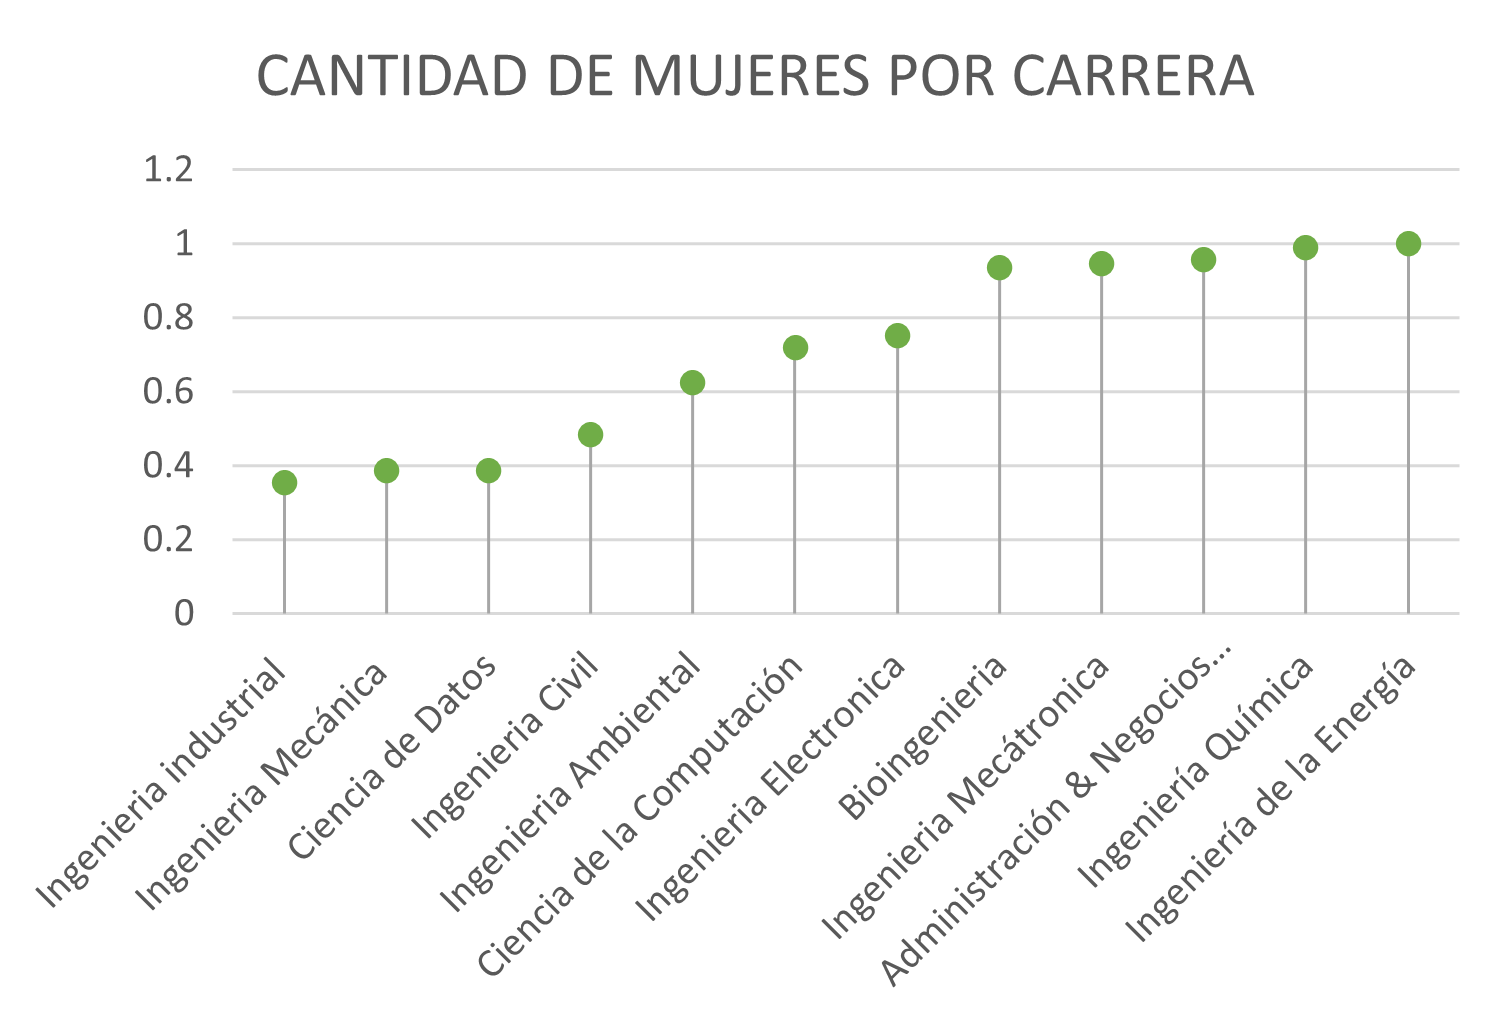 CANTIDAD DE MUJERES POR CARRERA
1.2
1
0.8
0.6
0.4
0.2
0
Ingenieria industrial
Ingenieria Mecánica
Ciencia de Datos
Ingenieria Civil
Ingenieria Ambiental
Ciencia de la Computación
Ingenieria Electronica
Bioingenieria
Ingenieria Mecátronica
Administración & Negocios...
Ingeniería Química
Ingeniería de la Energía